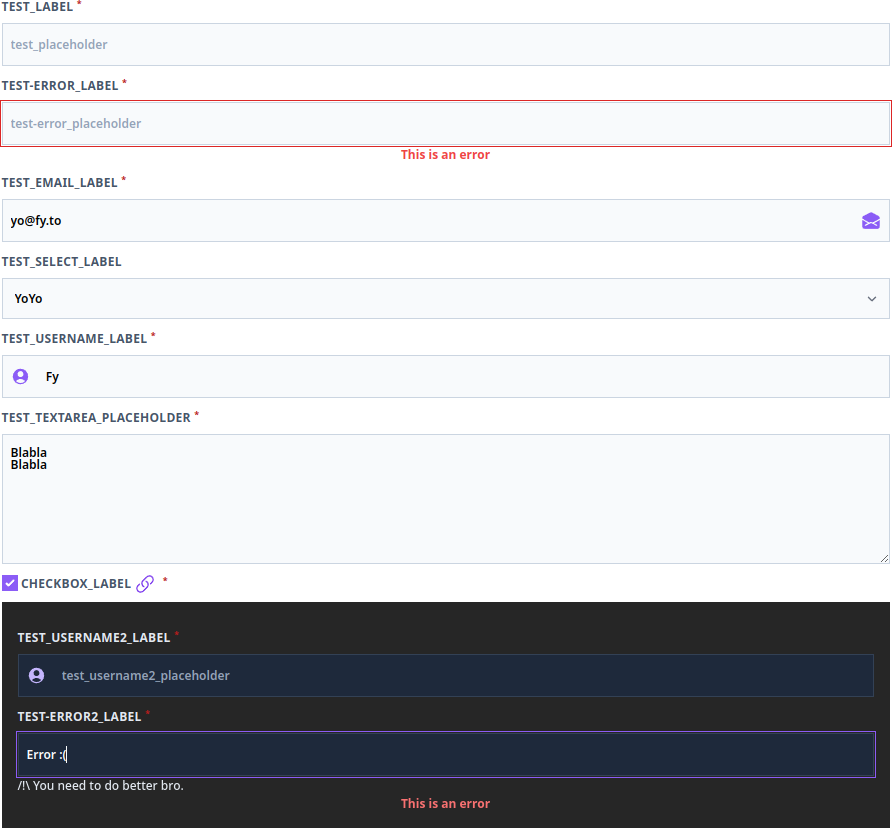 TEST_LABEL *
test_placeholder
TEST-ERROR_LABEL *
test-error_placeholder
This is an error
TEST_EMAIL_LABEL *
yo@fy.to
TEST_SELECT_LABEL
YoYo
TEST_USERNAME_LABEL *
Fy
TEST_TEXTAREA_PLACEHOLDER *
Blabla
Blabla
CHECKBOX_LABEL *
TEST_USERNAME2_LABEL *
test_username2_placeholder
TEST-ERROR2_LABEL *
Error :(
/!\ You need to do better bro.
This is an error